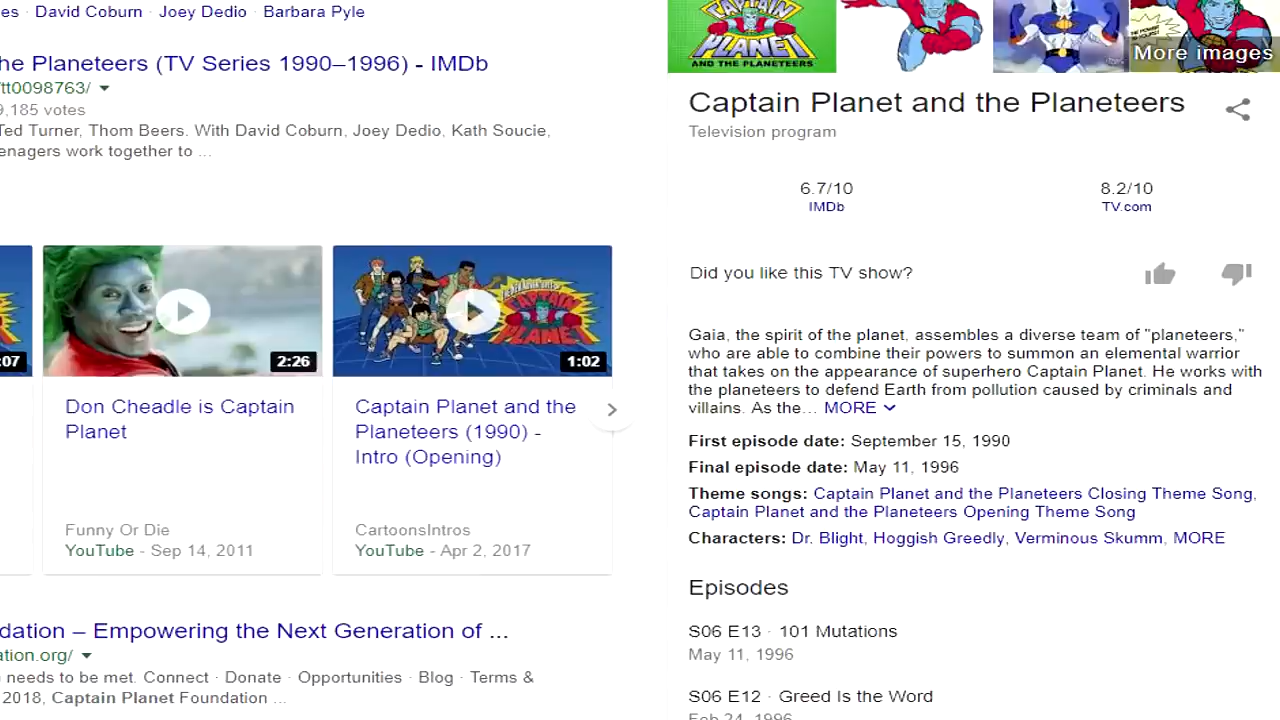 es · David Coburn · Joey Dedio · Barbara Pyle
he Planeteers (TV Series 1990–1996) - IMDb
tt0098763/
9,185 votes
Ted Turner, Thom Beers. With David Coburn, Joey Dedio, Kath Soucie,
enagers work together to ...
:07
2:26
CAPTAIN
PLANET
1:02
Don Cheadle is Captain
Planet
Funny Or Die
YouTube - Sep 14, 2011
Captain Planet and the
Planeteers (1990) -
Intro (Opening)
CartoonsIntros
YouTube - Apr 2, 2017
dation – Empowering the Next Generation of ...
ation.org/
needs to be met. Connect · Donate · Opportunities · Blog · Terms &
2018, Captain Planet Foundation ...
CAPTAIN
PLANET
AND THE PLANETEERS
More images
Captain Planet and the Planeteers
Television program
6.7/10
IMDb
8.2/10
TV.com
Did you like this TV show?
Gaia, the spirit of the planet, assembles a diverse team of "planeteers,"
who are able to combine their powers to summon an elemental warrior
that takes on the appearance of superhero Captain Planet. He works with
the planeteers to defend Earth from pollution caused by criminals and
villains. As the... MORE
First episode date: September 15, 1990
Final episode date: May 11, 1996
Theme songs: Captain Planet and the Planeteers Closing Theme Song,
Captain Planet and the Planeteers Opening Theme Song
Characters: Dr. Blight, Hoggish Greedly, Verminous Skumm, MORE
Episodes
S06 E13 · 101 Mutations
May 11, 1996
S06 E12 · Greed Is the Word
Feb 24, 1996